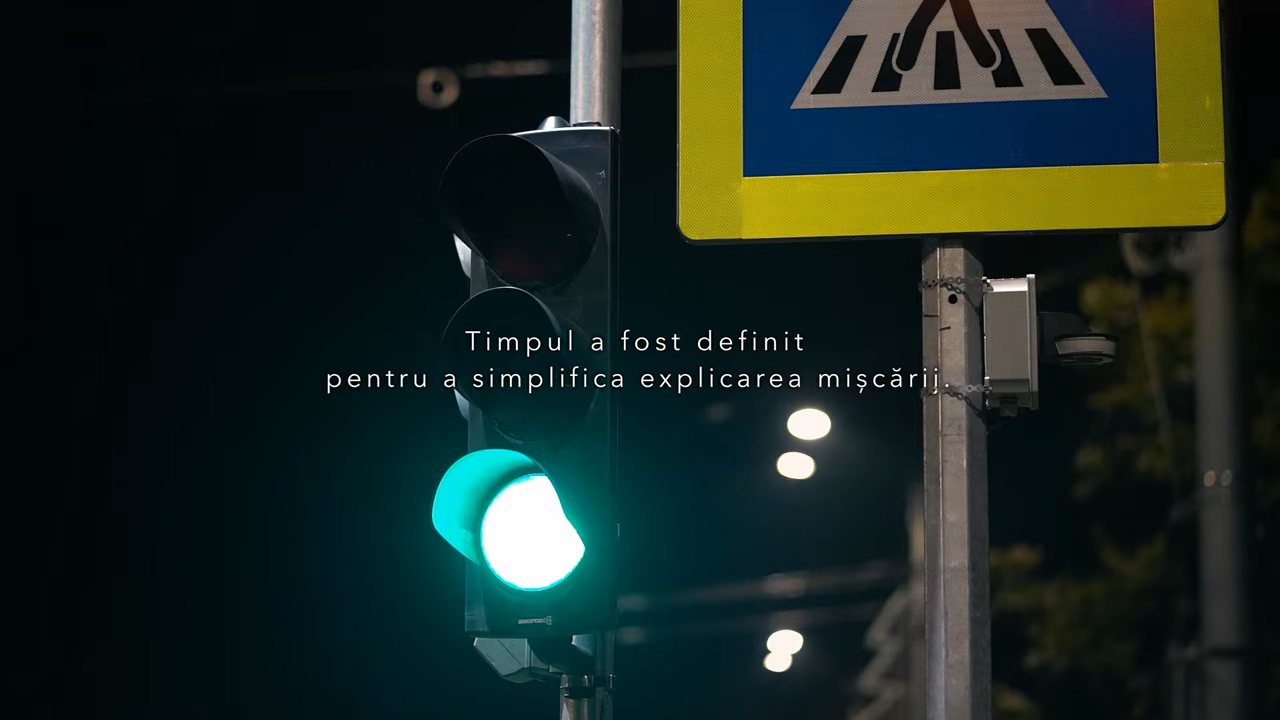 Timpul a fost definit
pentru a simplifica explicarea mișcării.